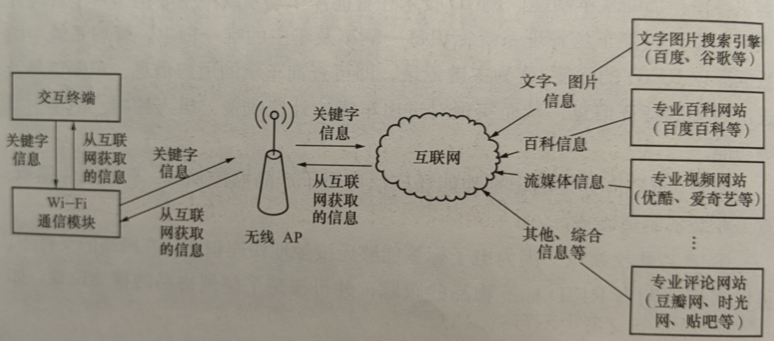 交互终端
关键字
信息
从互联
网获取
的信息
Wi-Fi
通信模块
关键字
信息
从互联
网获取
的信息
无线 AP
关键字
信息
从互联
网获取
的信息
互联网
文字、图片
信息
百科信息
流媒体信息
其他、综合
信息等
文字图片搜索引擎
(百度、谷歌等)
专业百科网站
(百度百科等)
专业视频网站
(优酷、爱奇艺等)
⋮
专业评论网站
(豆瓣网、时光
网、贴吧等)